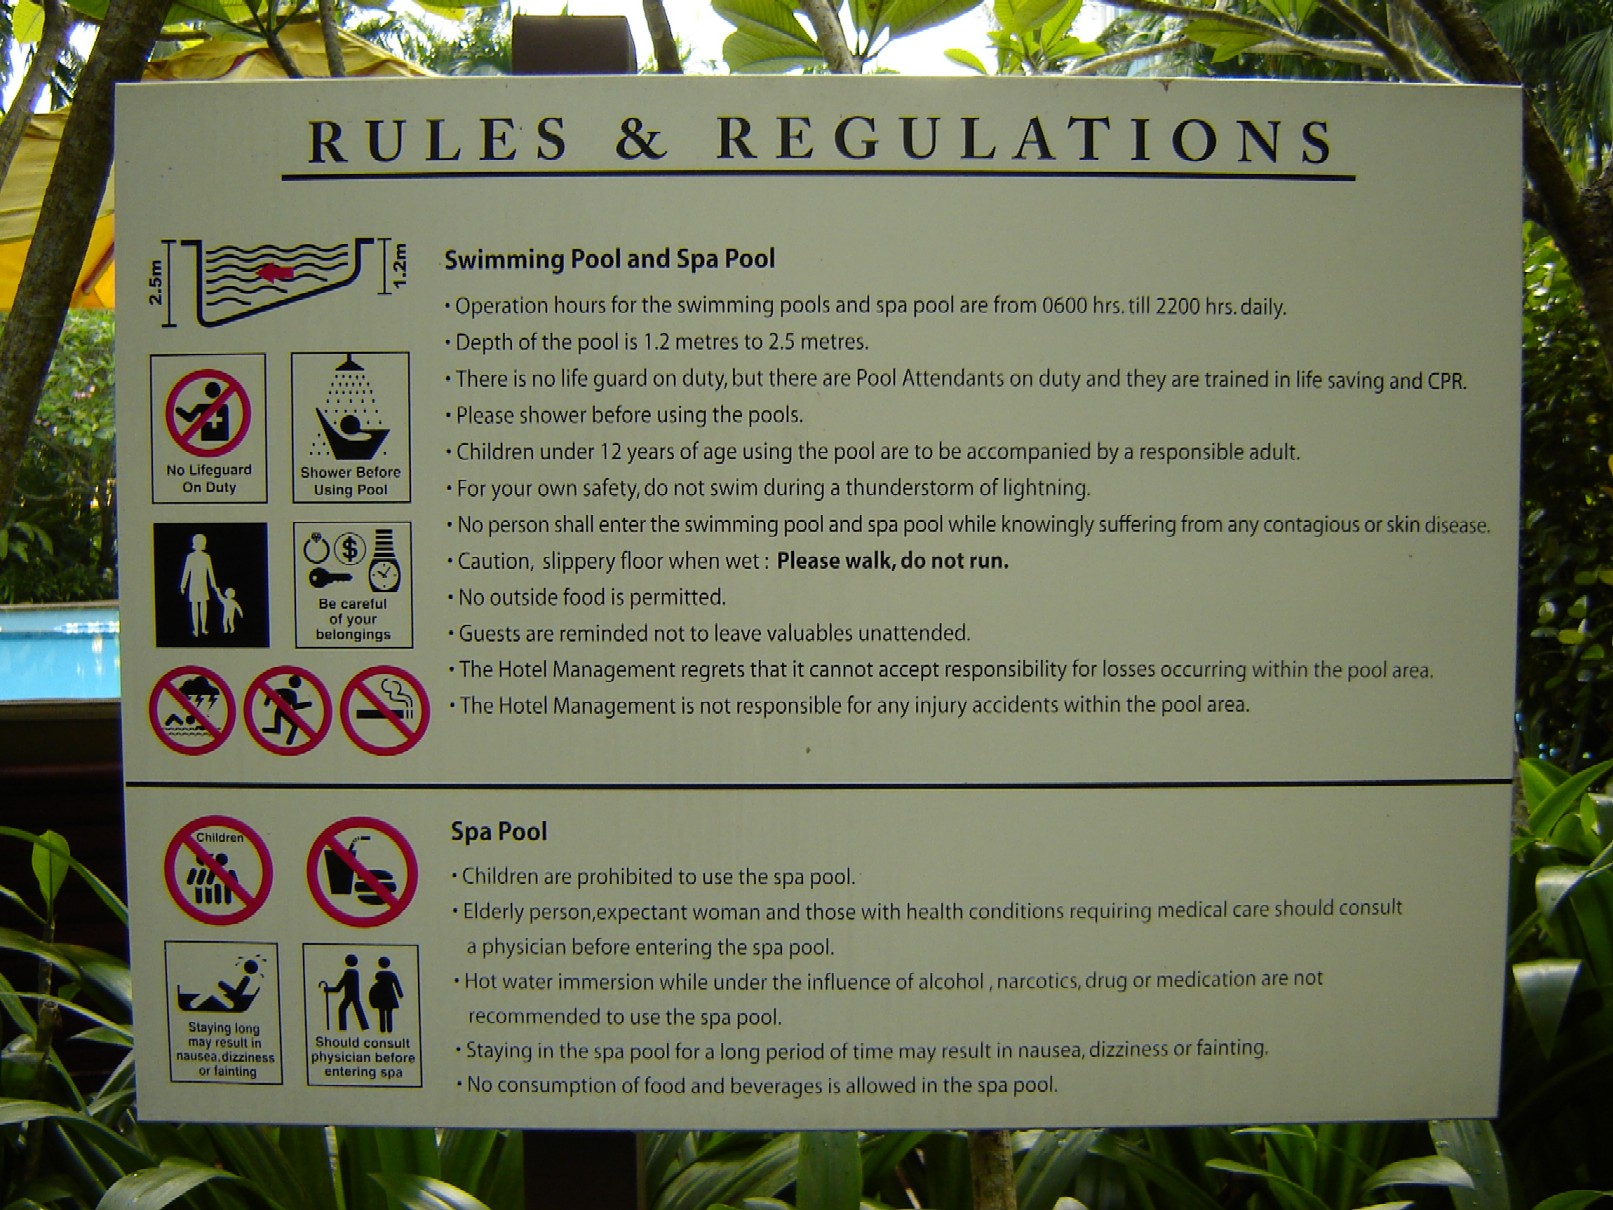 RULES & REGULATIONS
2.5m
1.2m
No Lifeguard
On Duty
Shower Before
Using Pool
Be careful
of your
belongings
Swimming Pool and Spa Pool
• Operation hours for the swimming pools and spa pool are from 0600 hrs. till 2200 hrs. daily.
• Depth of the pool is 1.2 metres to 2.5 metres.
• There is no life guard on duty, but there are Pool Attendants on duty and they are trained in life saving and CPR.
• Please shower before using the pools.
• Children under 12 years of age using the pool are to be accompanied by a responsible adult.
• For your own safety, do not swim during a thunderstorm of lightning.
• No person shall enter the swimming pool and spa pool while knowingly suffering from any contagious or skin disease.
• Caution, slippery floor when wet : Please walk, do not run.
• No outside food is permitted.
• Guests are reminded not to leave valuables unattended.
• The Hotel Management regrets that it cannot accept responsibility for losses occurring within the pool area.
• The Hotel Management is not responsible for any injury accidents within the pool area.
Children
Staying long
may result in
nausea,dizziness
or fainting
Should consult
physician before
entering spa
Spa Pool
• Children are prohibited to use the spa pool.
• Elderly person,expectant woman and those with health conditions requiring medical care should consult
a physician before entering the spa pool.
• Hot water immersion while under the influence of alcohol , narcotics, drug or medication are not
recommended to use the spa pool.
• Staying in the spa pool for a long period of time may result in nausea, dizziness or fainting.
• No consumption of food and beverages is allowed in the spa pool.